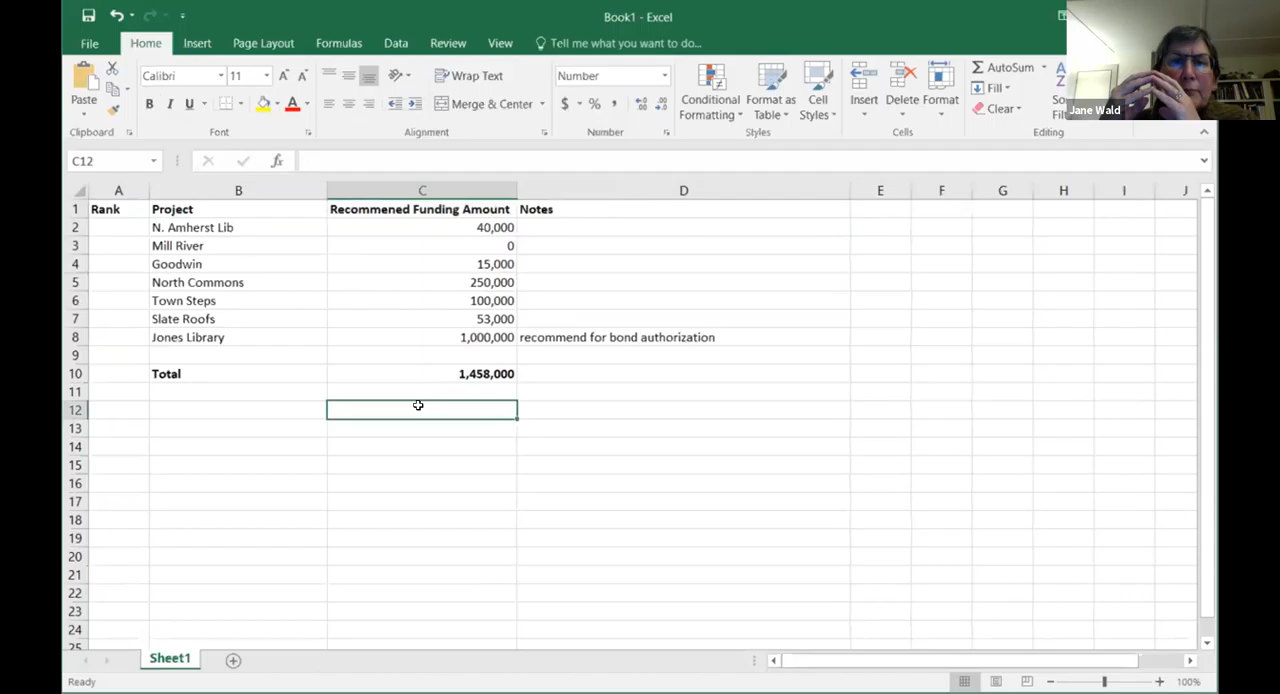 Book1 - Excel
File Home Insert Page Layout Formulas Data Review View Tell me what you want to do...
Paste
Calibri 11 A A
B I U A
Wrap Text
Merge & Center
Number
$ % ,
Conditional Formatting
Format as Table
Cell Styles
Insert Delete Format
AutoSum
Fill
Clear
Clipboard Font Alignment Number Styles Cells Editing
Jane Wald
C12 fx
A B C D E F G H I J
1 Rank Project Recommened Funding Amount Notes
2 N. Amherst Lib 40,000
3 Mill River 0
4 Goodwin 15,000
5 North Commons 250,000
6 Town Steps 100,000
7 Slate Roofs 53,000
8 Jones Library 1,000,000 recommend for bond authorization
9
10 Total 1,458,000
11
12
13
14
15
16
17
18
19
20
21
22
23
24
25
Sheet1
Ready 100%